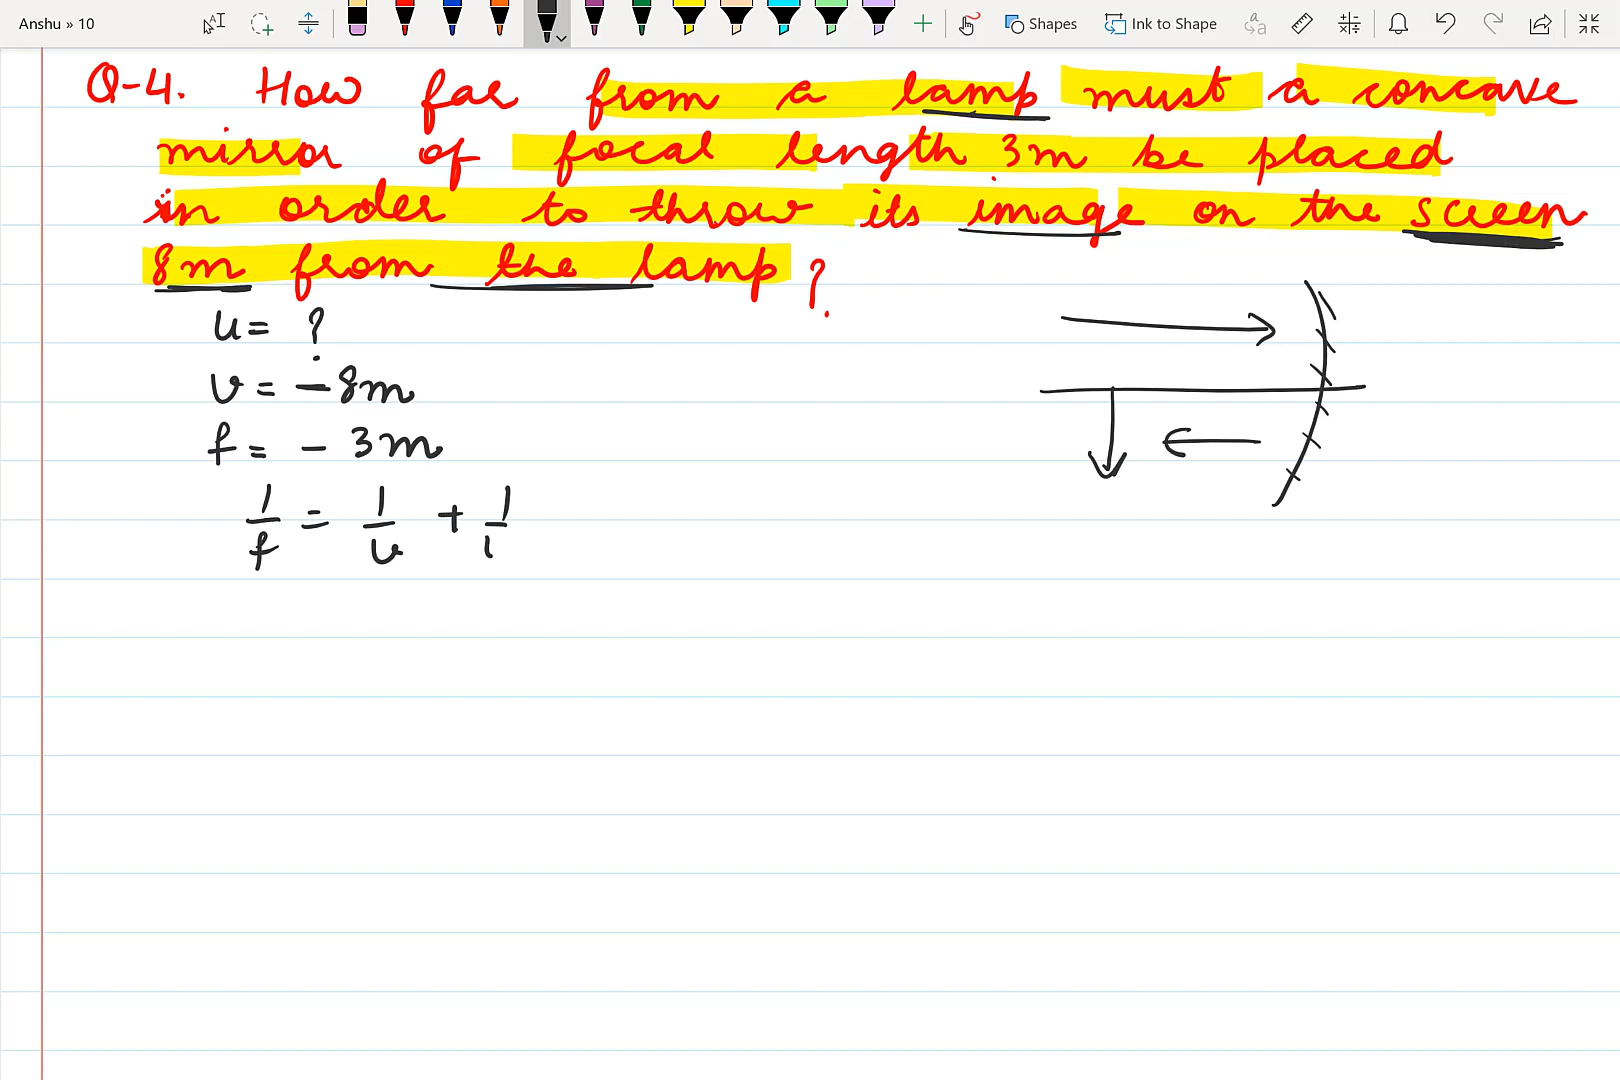 Anshu » 10
Shapes
Ink to Shape
Q-4. How far from a lamp must a concave
mirror of focal length 3m be placed
in order to throw its image on the screen
8m from the lamp?
u = ?
v = - 8m
f = - 3m
1/f = 1/v + 1/